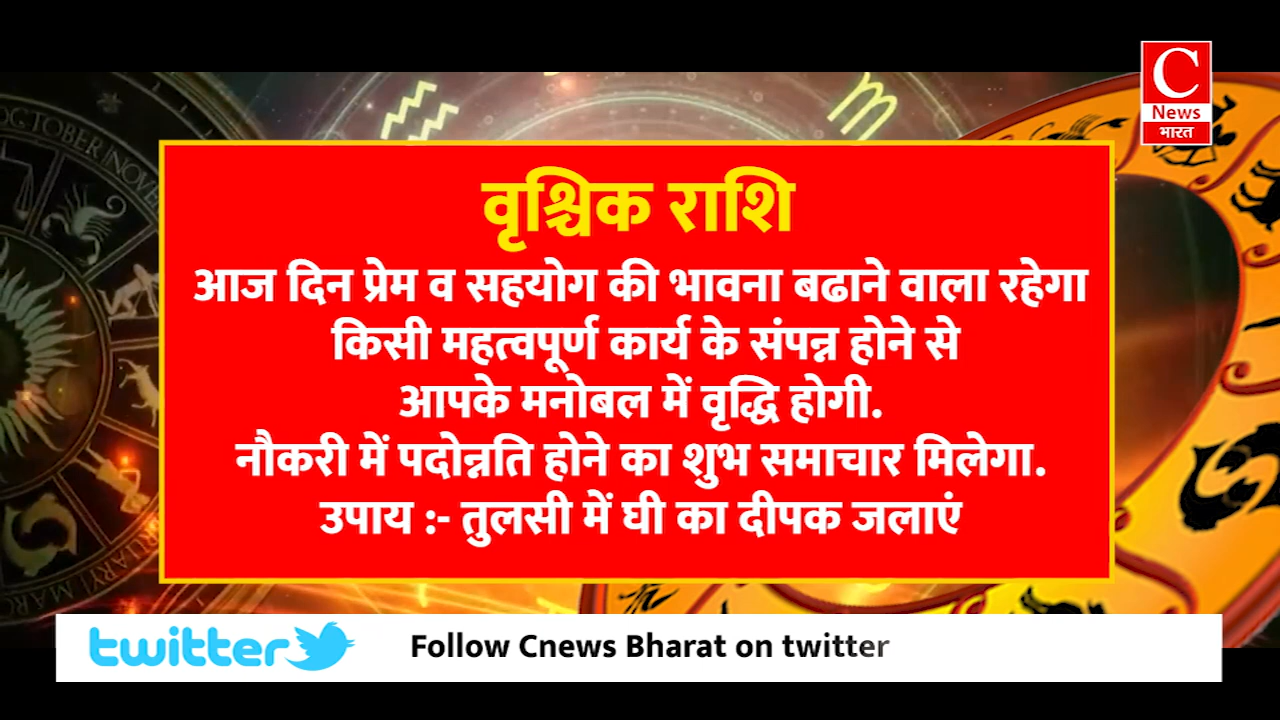 C
News
भारत
OCTOBER
वृश्चिक राशि
आज दिन प्रेम व सहयोग की भावना बढाने वाला रहेगा
किसी महत्वपूर्ण कार्य के संपन्न होने से
आपके मनोबल में वृद्धि होगी.
नौकरी में पदोन्नति होने का शुभ समाचार मिलेगा.
उपाय :- तुलसी में घी का दीपक जलाएं
twitter
Follow Cnews Bharat on twitter